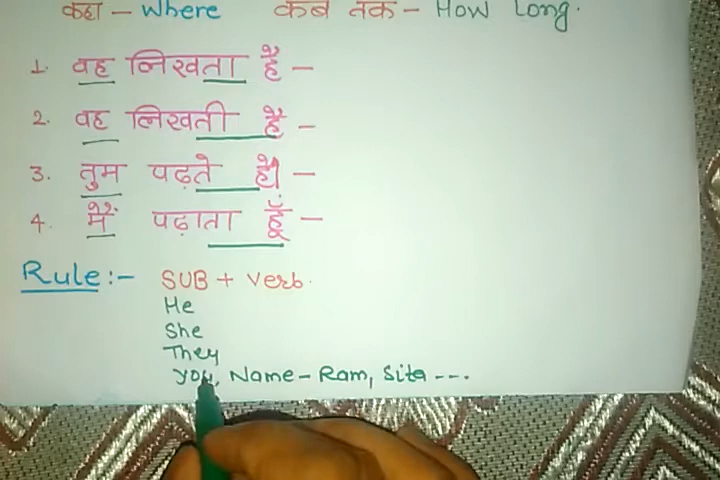 कहा - Where कब तक - How Long.
1. वह लिखता है -
2. वह लिखती है -
3. तुम पढ़ते हो -
4. मैं पढ़ाता हूँ -
Rule:- SUB + Verb.
He
She
They
you, Name - Ram, Sita ---.